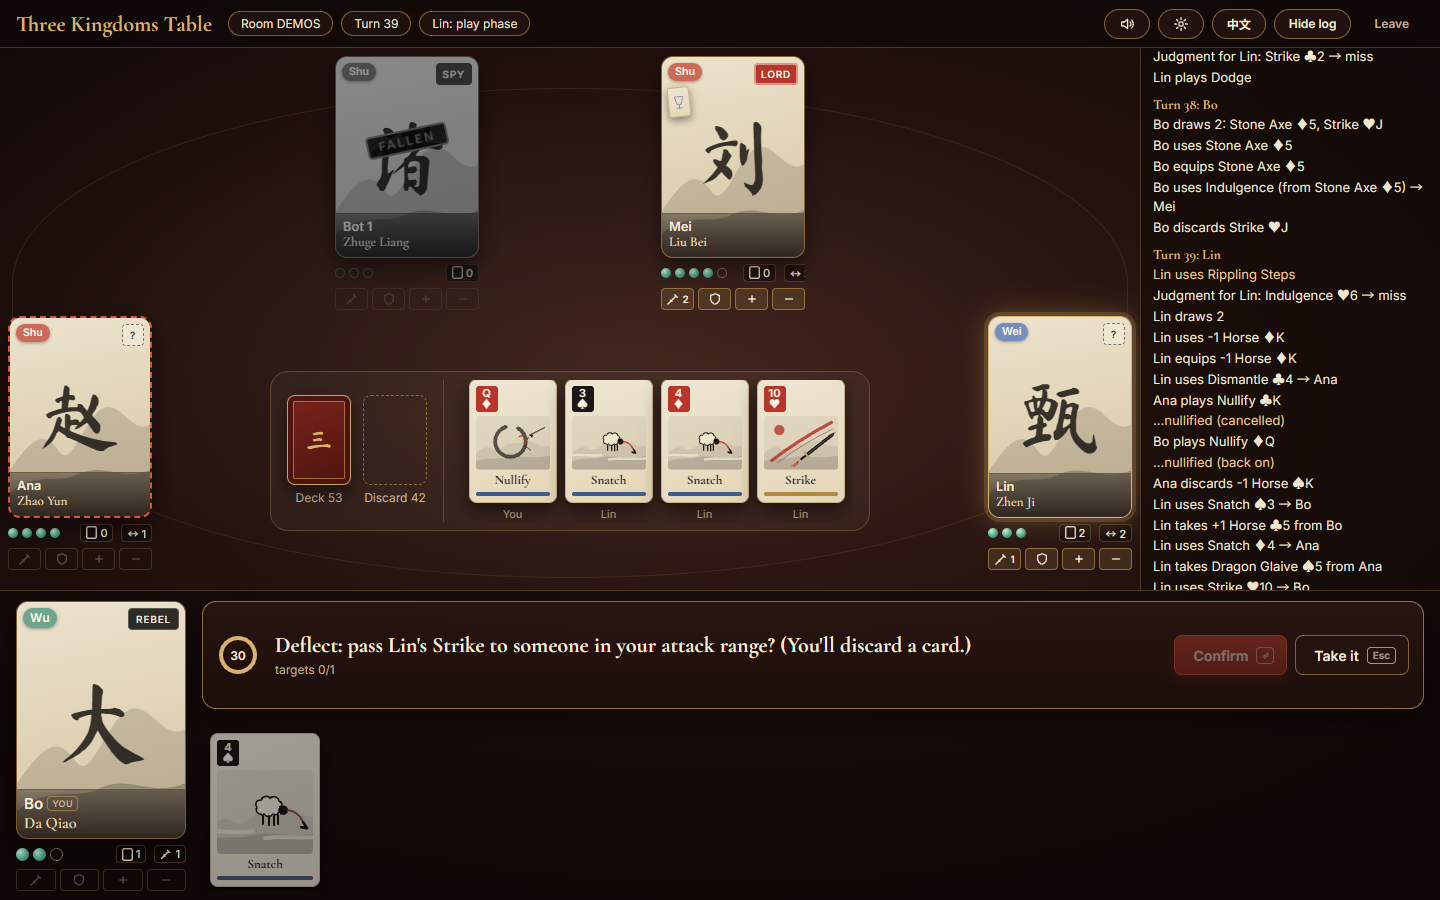 Three Kingdoms Table
Room DEMOS
Turn 39
Lin: play phase
中文
Hide log
Leave
Shu
SPY
诸
FALLEN
Bot 1
Zhuge Liang
0
Shu
LORD
刘
Mei
Liu Bei
0
2
Shu
?
赵
Ana
Zhao Yun
0
↔1
三
Deck 53
Discard 42
Q♦
Nullify
You
3♠
Snatch
Lin
4♦
Snatch
Lin
10♥
Strike
Lin
Wei
?
甄
Lin
Zhen Ji
2
↔2
1
Judgment for Lin: Strike ♣2 → miss
Lin plays Dodge
Turn 38: Bo
Bo draws 2: Stone Axe ♦5, Strike ♥J
Bo uses Stone Axe ♦5
Bo equips Stone Axe ♦5
Bo uses Indulgence (from Stone Axe ♦5) →
Mei
Bo discards Strike ♥J
Turn 39: Lin
Lin uses Rippling Steps
Judgment for Lin: Indulgence ♥6 → miss
Lin draws 2
Lin uses -1 Horse ♦K
Lin equips -1 Horse ♦K
Lin uses Dismantle ♣4 → Ana
Ana plays Nullify ♣K
...nullified (cancelled)
Bo plays Nullify ♦Q
...nullified (back on)
Ana discards -1 Horse ♠K
Lin uses Snatch ♠3 → Bo
Lin takes +1 Horse ♣5 from Bo
Lin uses Snatch ♦4 → Ana
Lin takes Dragon Glaive ♠5 from Ana
Lin uses Strike ♥10 → Bo
Wu
REBEL
大
Bo YOU
Da Qiao
1
1
30
Deflect: pass Lin's Strike to someone in your attack range? (You'll discard a card.)
targets 0/1
Confirm
Take it Esc
4♠
Snatch